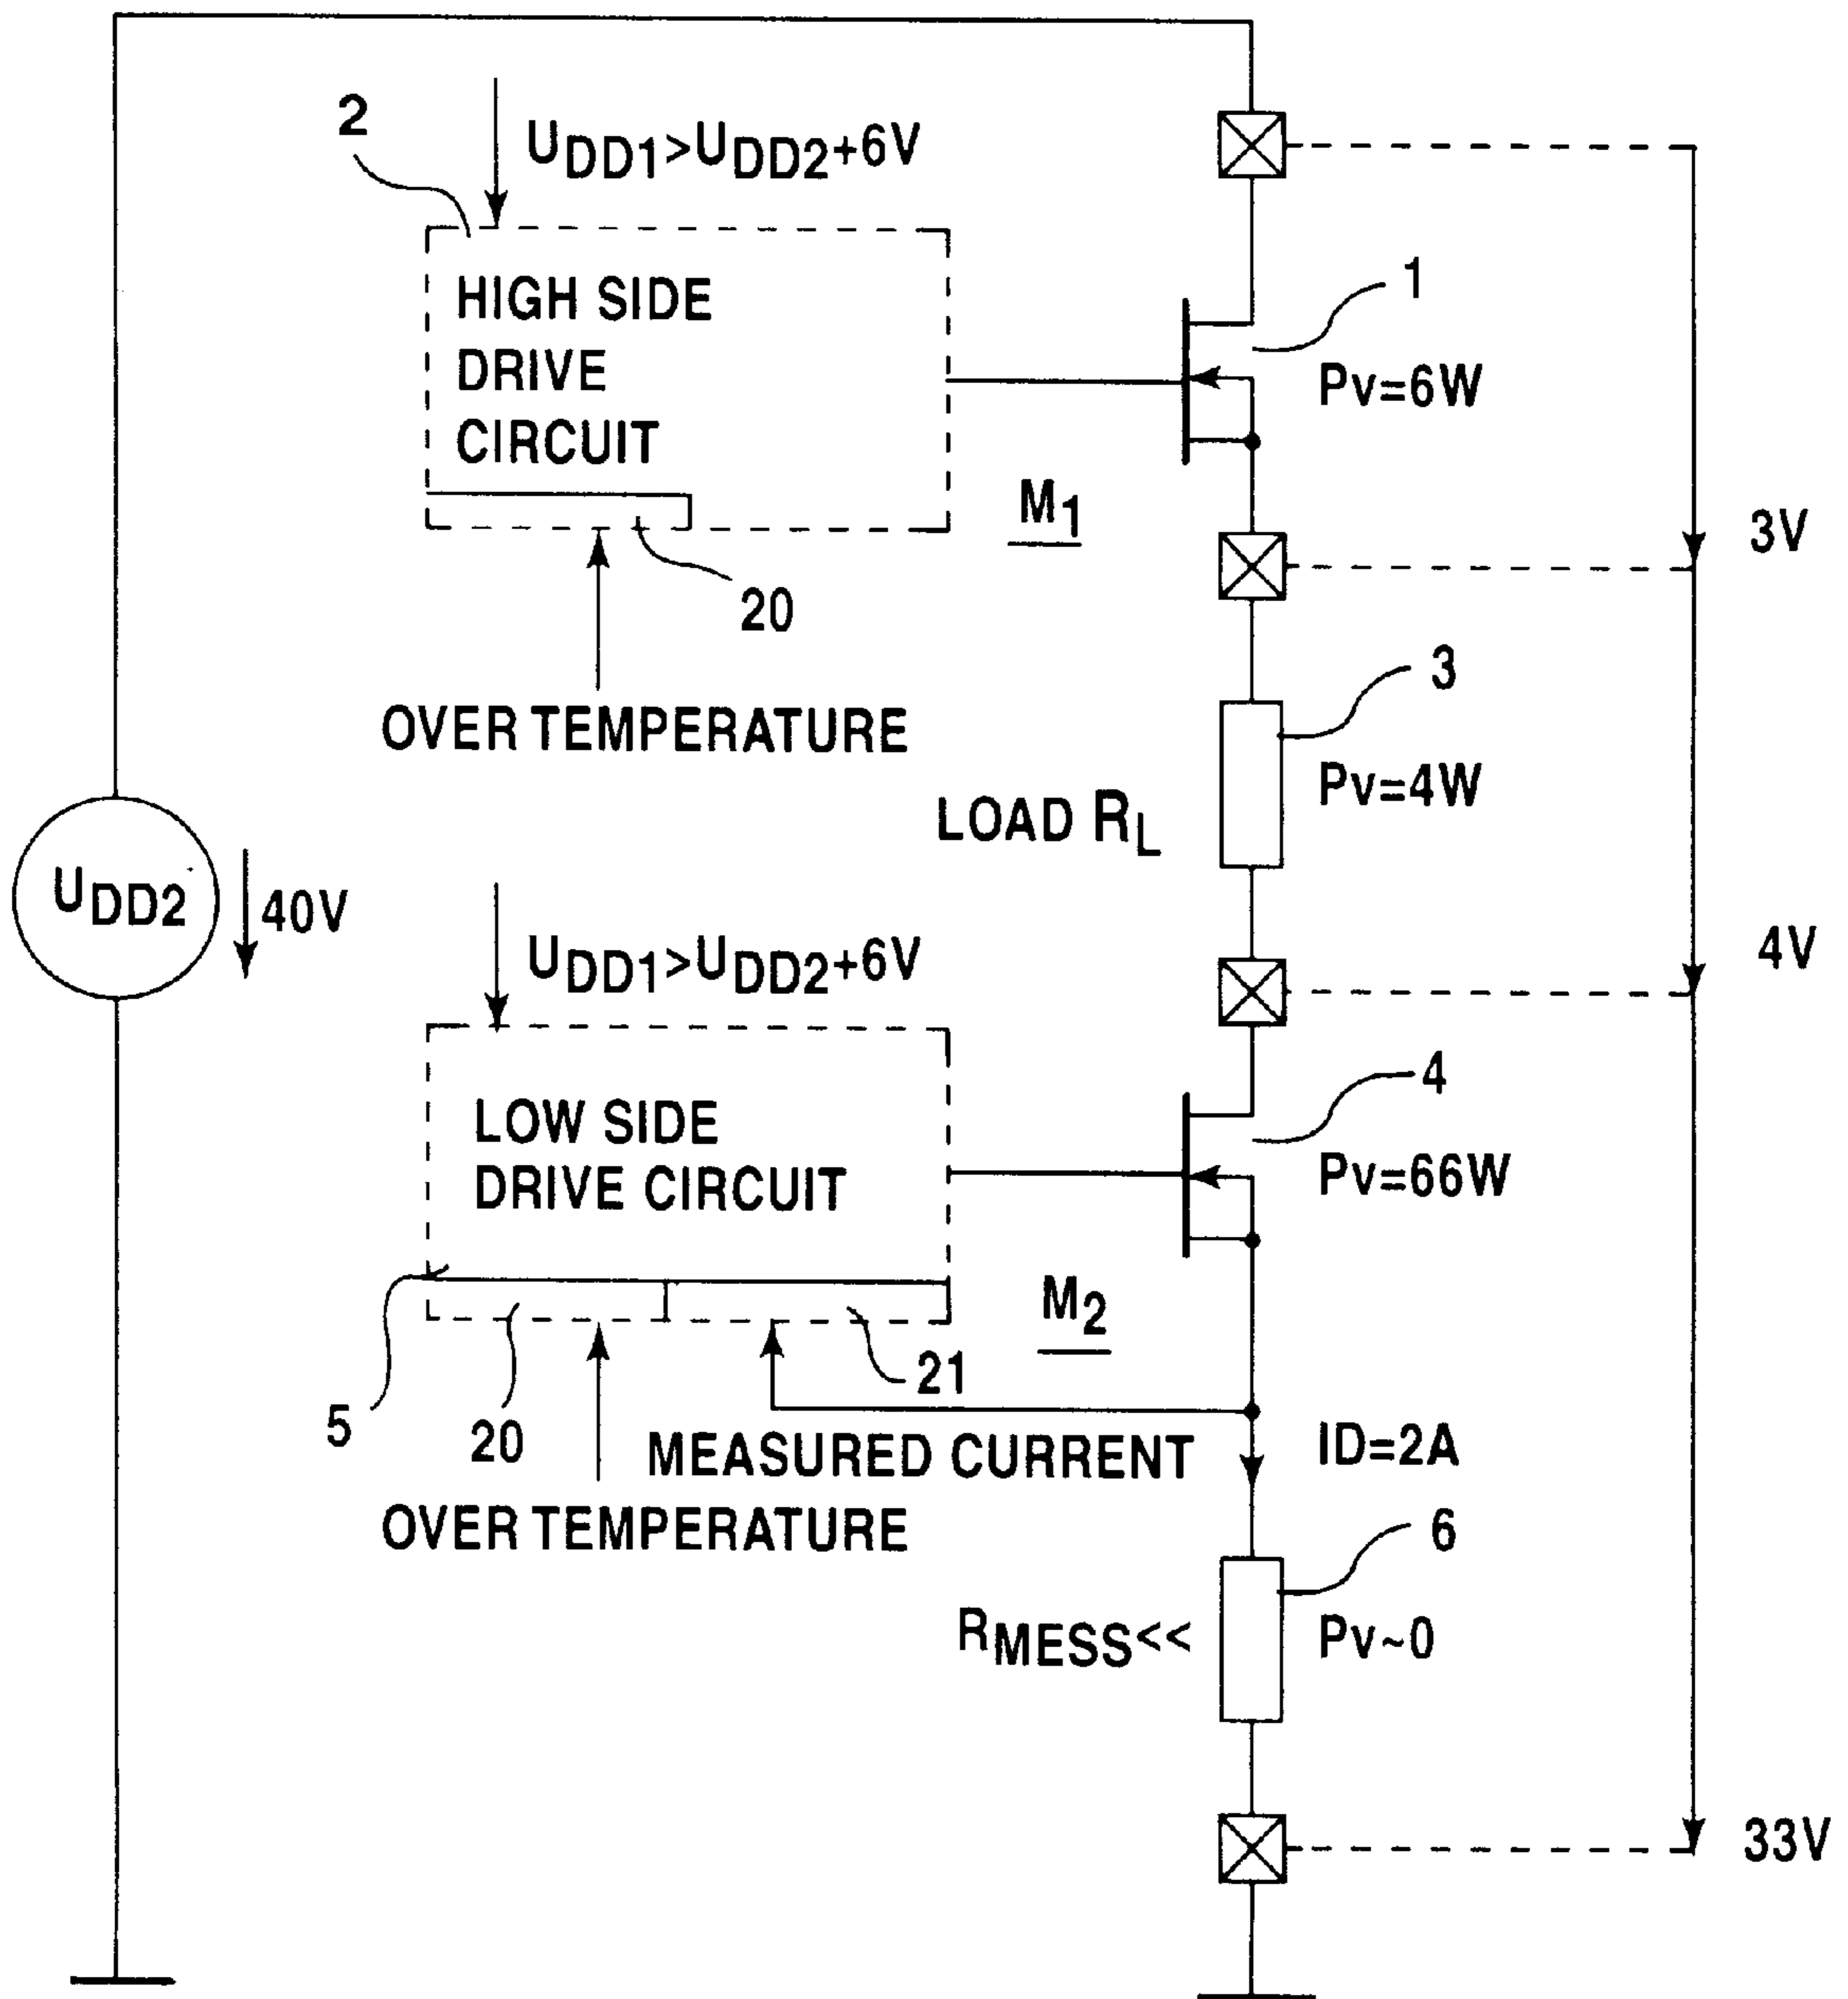 2
UDD1>UDD2+6V
HIGH SIDE
DRIVE
CIRCUIT
1
Pv=6W
M1
3V
20
OVER TEMPERATURE
3
Pv=4W
LOAD RL
UDD2
40V
UDD1>UDD2+6V
4V
LOW SIDE
DRIVE CIRCUIT
4
Pv=66W
M2
5
20
21
MEASURED CURRENT
ID=2A
OVER TEMPERATURE
6
RMESS<<
Pv~0
33V